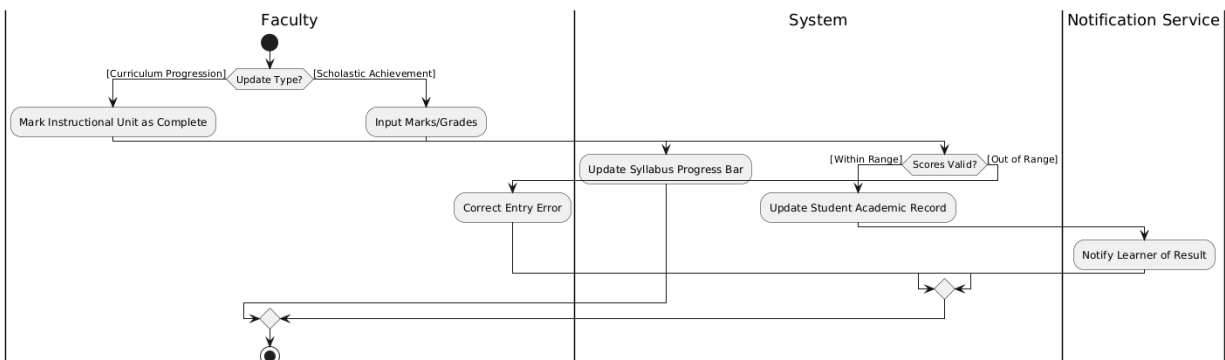 Faculty
System
Notification Service
Update Type?
[Curriculum Progression]
[Scholastic Achievement]
Mark Instructional Unit as Complete
Input Marks/Grades
Update Syllabus Progress Bar
Scores Valid?
[Within Range]
[Out of Range]
Correct Entry Error
Update Student Academic Record
Notify Learner of Result